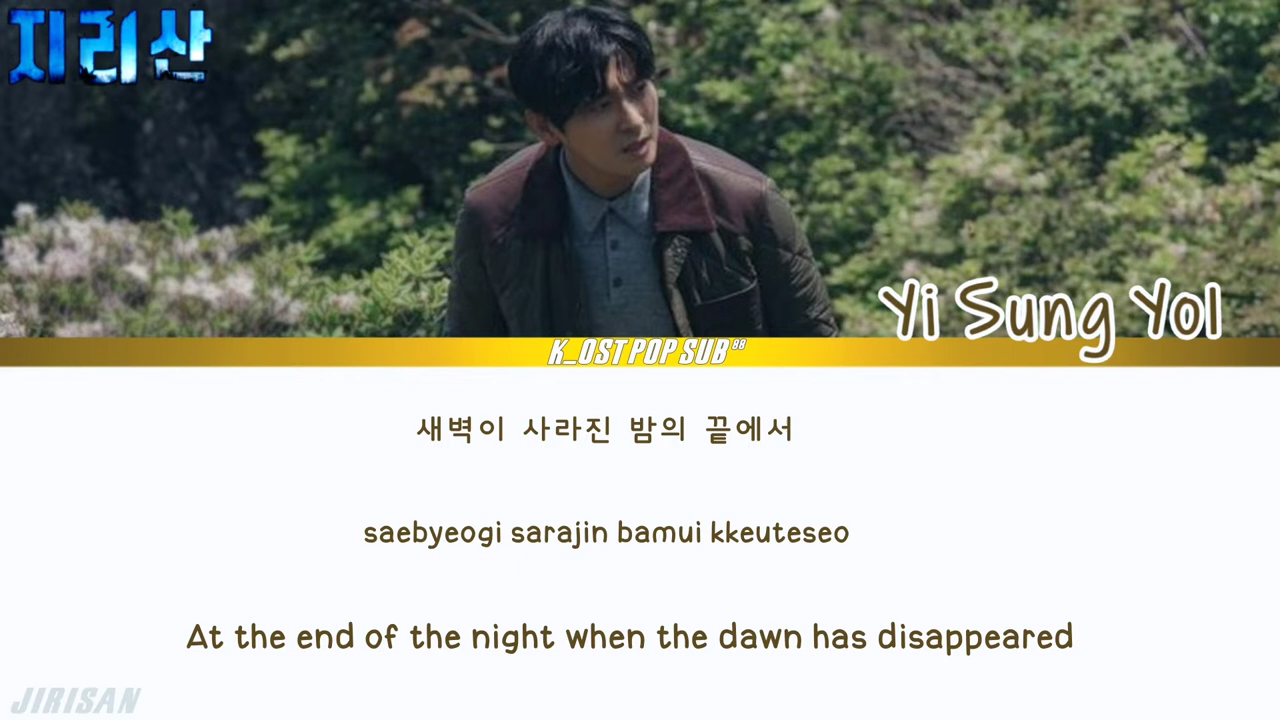 지리산
Yi Sung Yol
K_OST POP SUB 98
새벽이 사라진 밤의 끝에서
saebyeogi sarajin bamui kkeuteseo
At the end of the night when the dawn has disappeared
JIRISAN